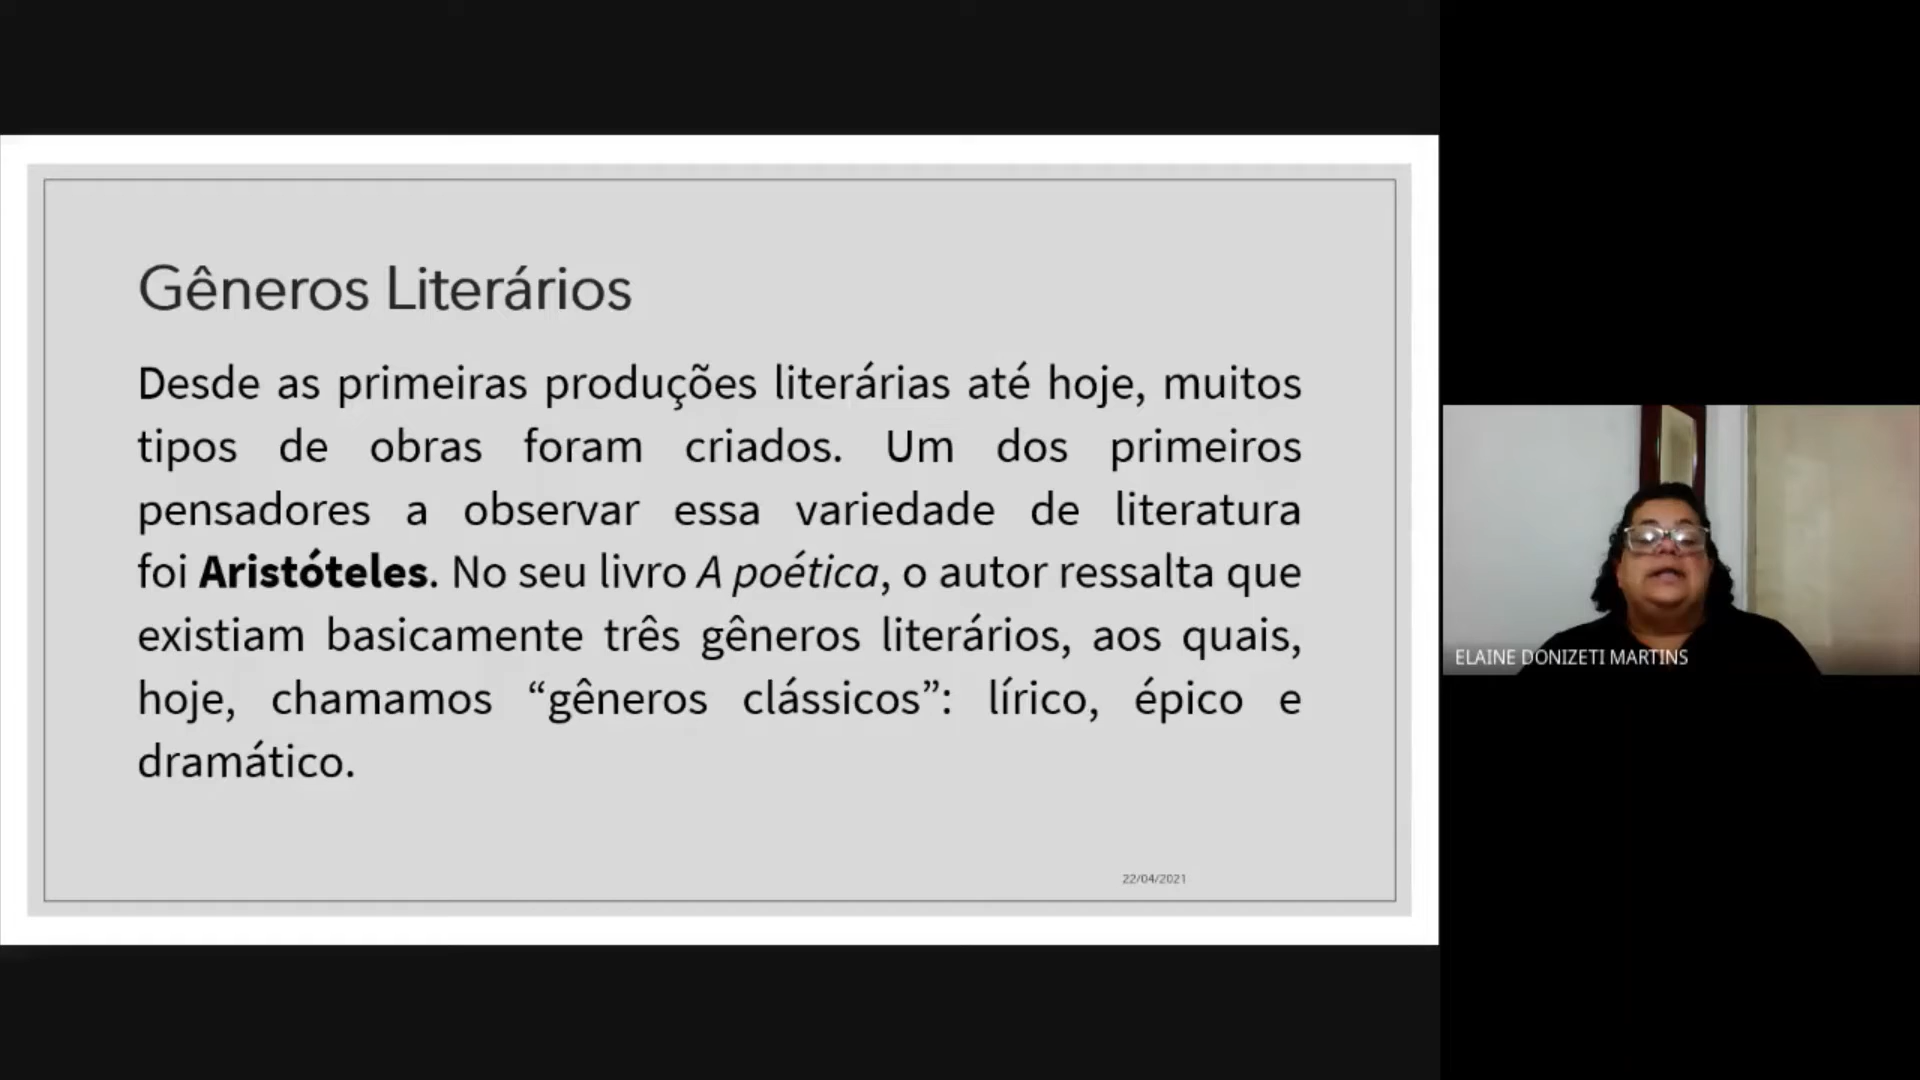 Gêneros Literários
Desde as primeiras produções literárias até hoje, muitos
tipos de obras foram criados. Um dos primeiros
pensadores a observar essa variedade de literatura
foi Aristóteles. No seu livro A poética, o autor ressalta que
existiam basicamente três gêneros literários, aos quais,
hoje, chamamos “gêneros clássicos”: lírico, épico e
dramático.
22/04/2021
ELAINE DONIZETI MARTINS